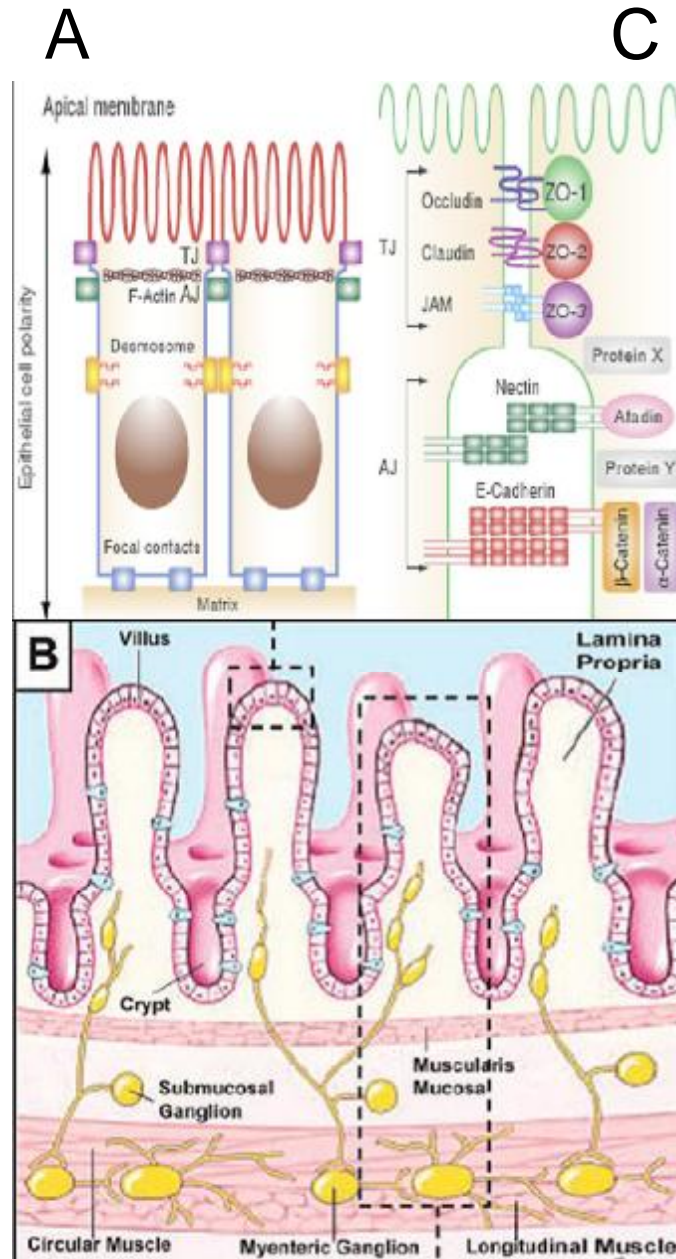 A
C
Apical membrane
Epithelial cell polarity
TJ
F-Actin AJ
Desmosome
Focal contacts
Matrix
TJ
Occludin
ZO-1
Claudin
ZO-2
JAM
ZO-3
Protein X
Nectin
Afadin
AJ
Protein Y
E-Cadherin
β-Catenin
α-Catenin
B
Villus
Lamina
Propria
Crypt
Muscularis
Mucosal
Submucosal
Ganglion
Circular Muscle
Myenteric Ganglion
Longitudinal Muscle